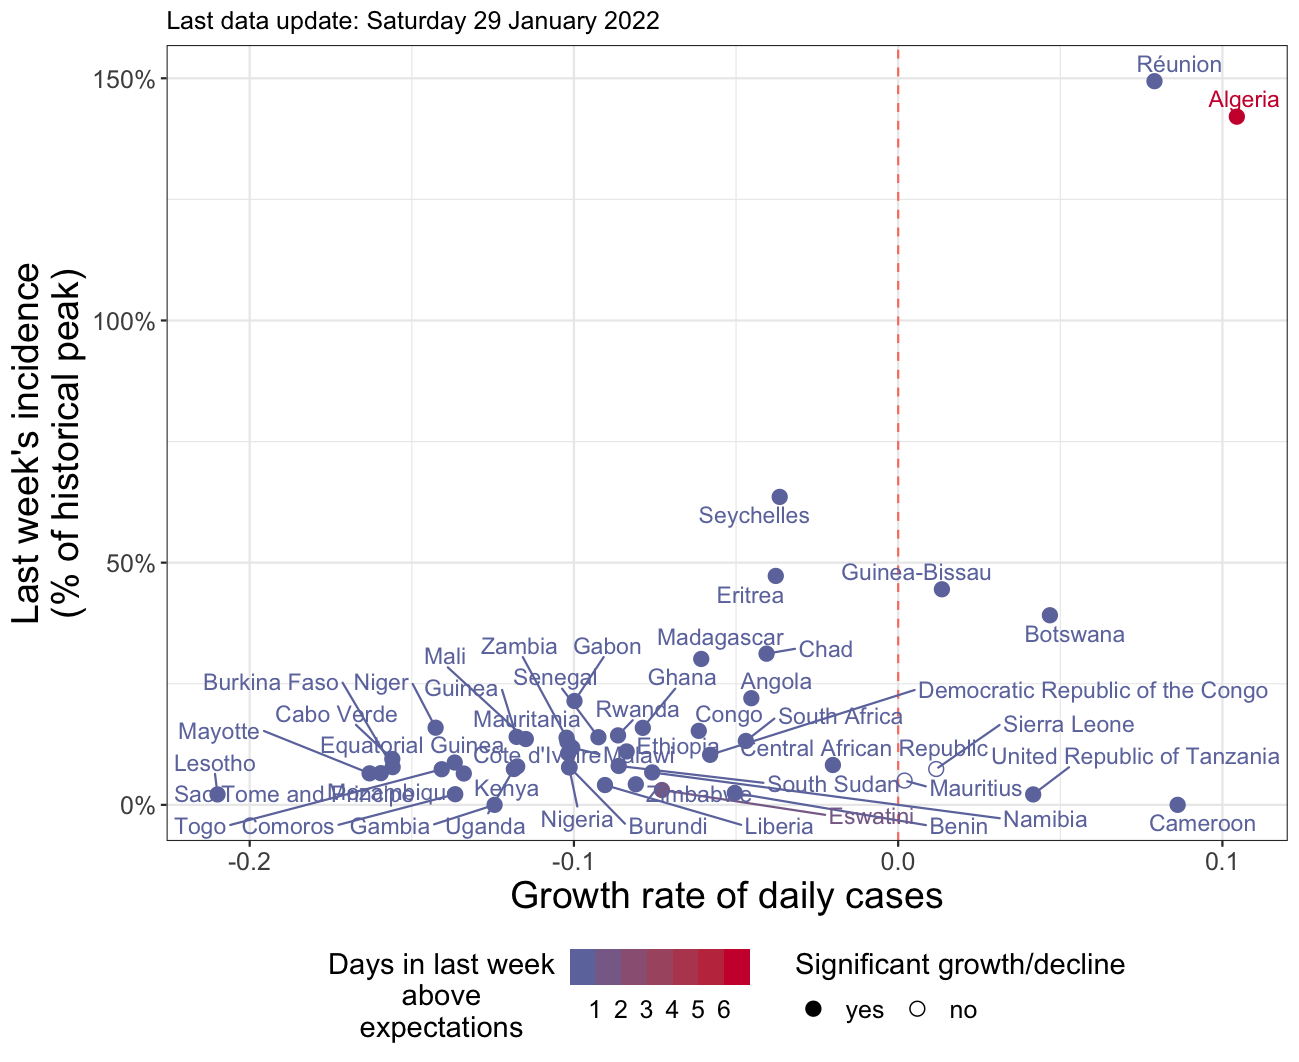 Last data update: Saturday 29 January 2022
Last week's incidence
(% of historical peak)
150%
100%
50%
0%
Réunion
Algeria
Seychelles
Guinea-Bissau
Eritrea
Botswana
Madagascar
Chad
Zambia
Gabon
Mali
Senegal
Ghana
Angola
Burkina Faso
Niger
Guinea
Democratic Republic of the Congo
Cabo Verde
Mauritania
Rwanda
Congo
South Africa
Sierra Leone
Mayotte
Equatorial Guinea
Côte d'Ivoire
Malawi
Ethiopia
Central African Republic
United Republic of Tanzania
Lesotho
Sao Tome and Principe
Mozambique
Kenya
Zimbabwe
South Sudan
Mauritius
Togo
Comoros
Gambia
Uganda
Nigeria
Burundi
Liberia
Eswatini
Benin
Namibia
Cameroon
-0.2
-0.1
0.0
0.1
Growth rate of daily cases
Days in last week
above
expectations
1 2 3 4 5 6
Significant growth/decline
yes
no